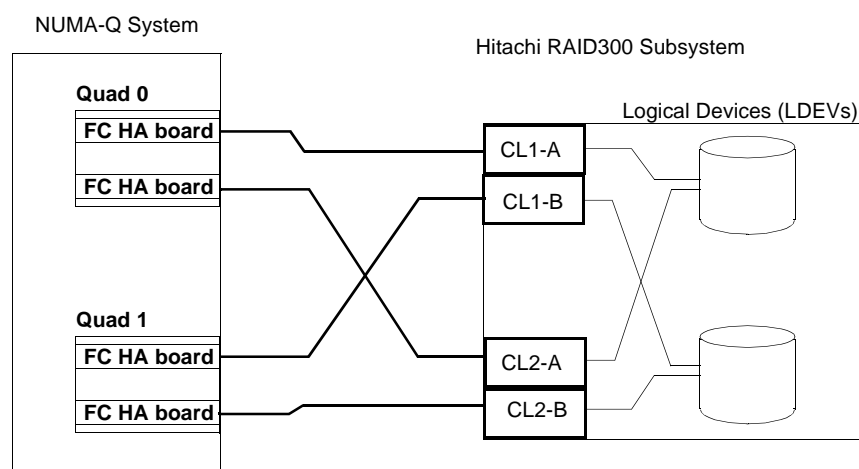 NUMA-Q System
Hitachi RAID300 Subsystem
Quad 0
Logical Devices (LDEVs)
FC HA board
CL1-A
FC HA board
CL1-B
Quad 1
FC HA board
CL2-A
FC HA board
CL2-B